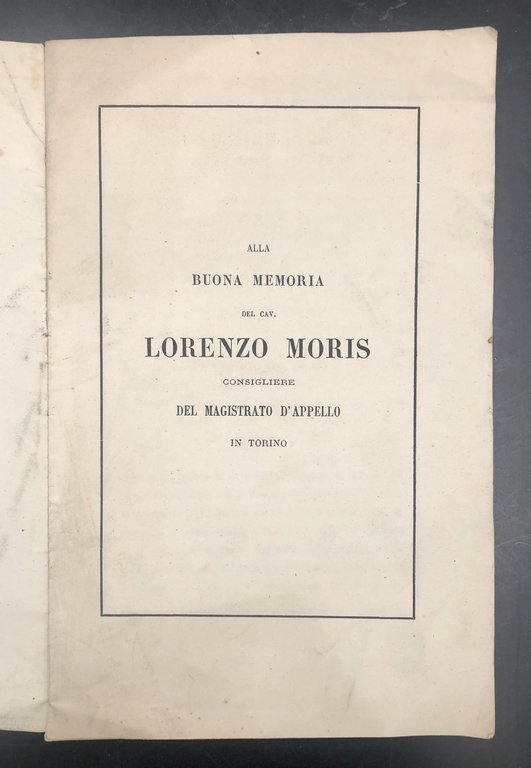 ALLA
BUONA MEMORIA
DEL CAV.
LORENZO MORIS
CONSIGLIERE
DEL MAGISTRATO D'APPELLO
IN TORINO